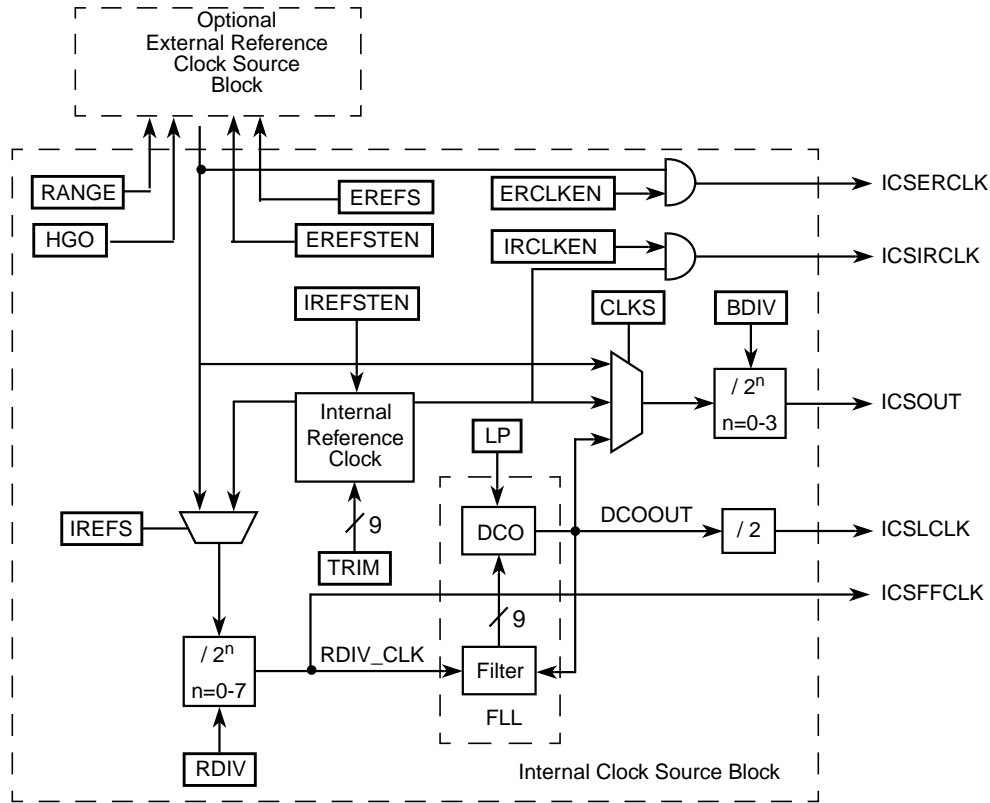 Optional
External Reference
Clock Source
Block
RANGE
HGO
EREFS
EREFSTEN
ERCLKEN
IRCLKEN
ICSERCLK
ICSIRCLK
IREFSTEN
CLKS
BDIV
Internal
Reference
Clock
/ 2n
n=0-3
ICSOUT
LP
IREFS
9
TRIM
DCO
DCOOUT
/ 2
ICSLCLK
ICSFFCLK
9
/ 2n
n=0-7
RDIV_CLK
Filter
FLL
RDIV
Internal Clock Source Block